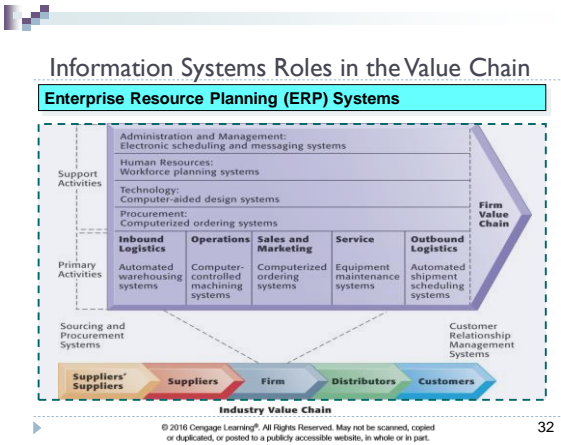 Information Systems Roles in the Value Chain
Enterprise Resource Planning (ERP) Systems
Support
Activities
Administration and Management:
Electronic scheduling and messaging systems
Human Resources:
Workforce planning systems
Technology:
Computer-aided design systems
Procurement:
Computerized ordering systems
Firm
Value
Chain
Primary
Activities
Inbound
Logistics
Automated
warehousing
systems
Operations
Computer-
controlled
machining
systems
Sales and
Marketing
Computerized
ordering
systems
Service
Equipment
maintenance
systems
Outbound
Logistics
Automated
shipment
scheduling
systems
Sourcing and
Procurement
Systems
Customer
Relationship
Management
Systems
Suppliers'
Suppliers
Suppliers
Firm
Distributors
Customers
Industry Value Chain
© 2016 Cengage Learning®. All Rights Reserved. May not be scanned, copied
or duplicated, or posted to a publicly accessible website, in whole or in part.
32